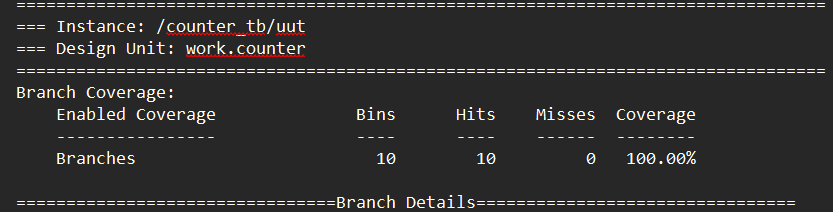 =================================================================================
=== Instance: /counter_tb/uut
=== Design Unit: work.counter
=================================================================================
Branch Coverage:
    Enabled Coverage              Bins      Hits    Misses  Coverage
    ----------------              ----      ----    ------  --------
    Branches                        10        10         0   100.00%

================================Branch Details================================